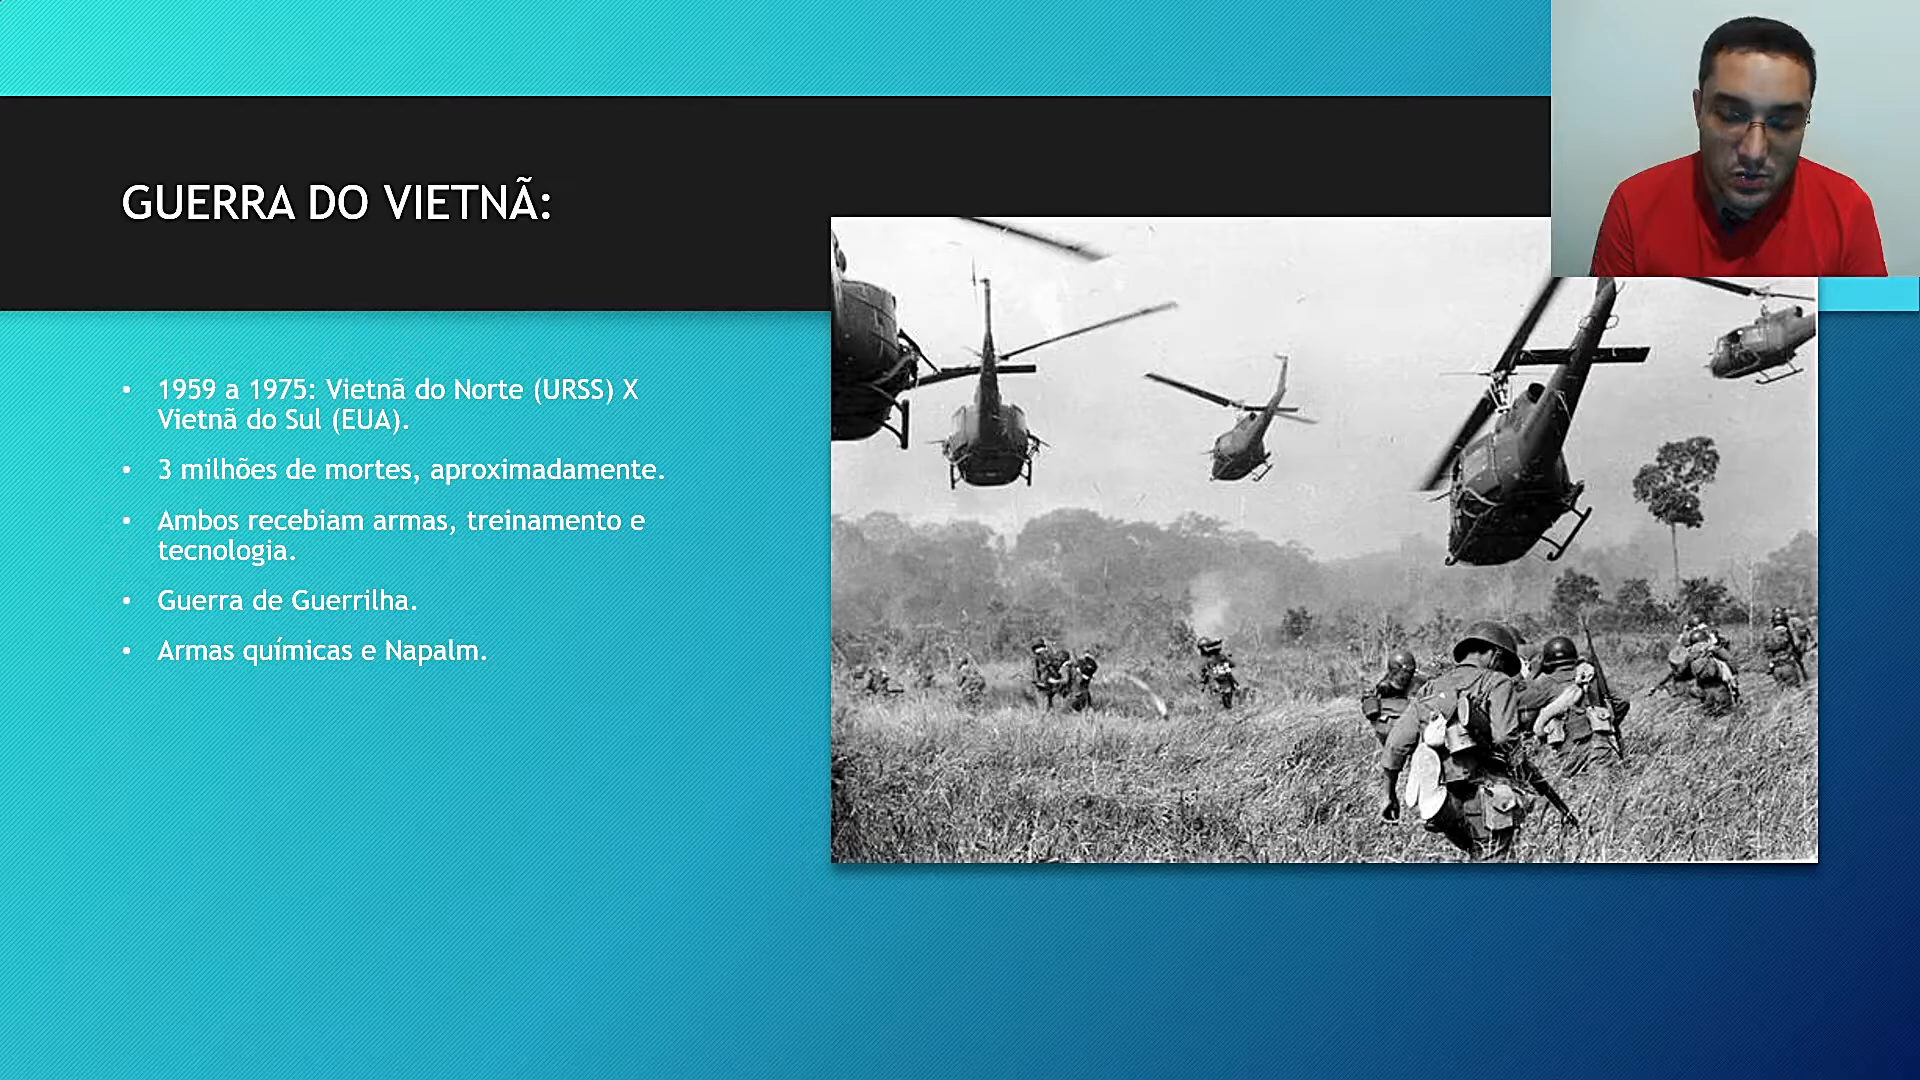 GUERRA DO VIETNÃ:
• 1959 a 1975: Vietnã do Norte (URSS) X
Vietnã do Sul (EUA).
• 3 milhões de mortes, aproximadamente.
• Ambos recebiam armas, treinamento e
tecnologia.
• Guerra de Guerrilha.
• Armas químicas e Napalm.